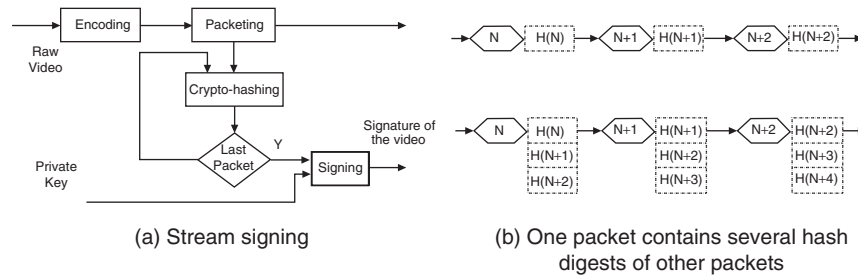 Encoding
Packeting
Raw
Video
Crypto-hashing
Last
Packet
Y
Signature of
the video
Signing
Private
Key
(a) Stream signing
N
H(N)
N+1
H(N+1)
N+2
H(N+2)
N
H(N)
H(N+1)
H(N+2)
N+1
H(N+1)
H(N+2)
H(N+3)
N+2
H(N+2)
H(N+3)
H(N+4)
(b) One packet contains several hash
digests of other packets